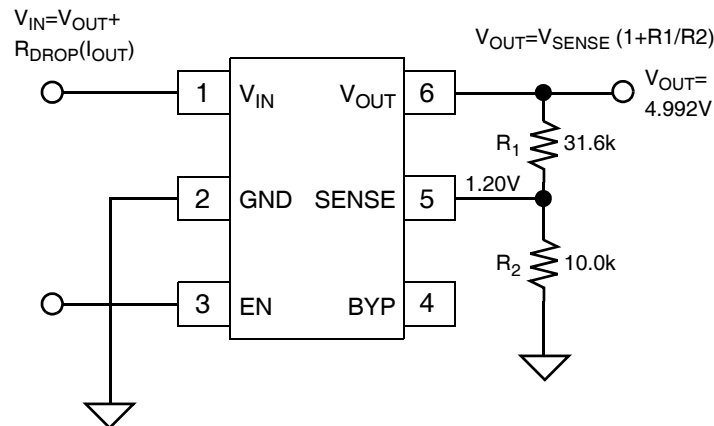 V_IN=V_OUT+
R_DROP(I_OUT)
V_OUT=V_SENSE (1+R1/R2)
V_OUT=
4.992V
1 V_IN V_OUT 6
R_1 31.6k
1.20V
2 GND SENSE 5
R_2 10.0k
3 EN BYP 4